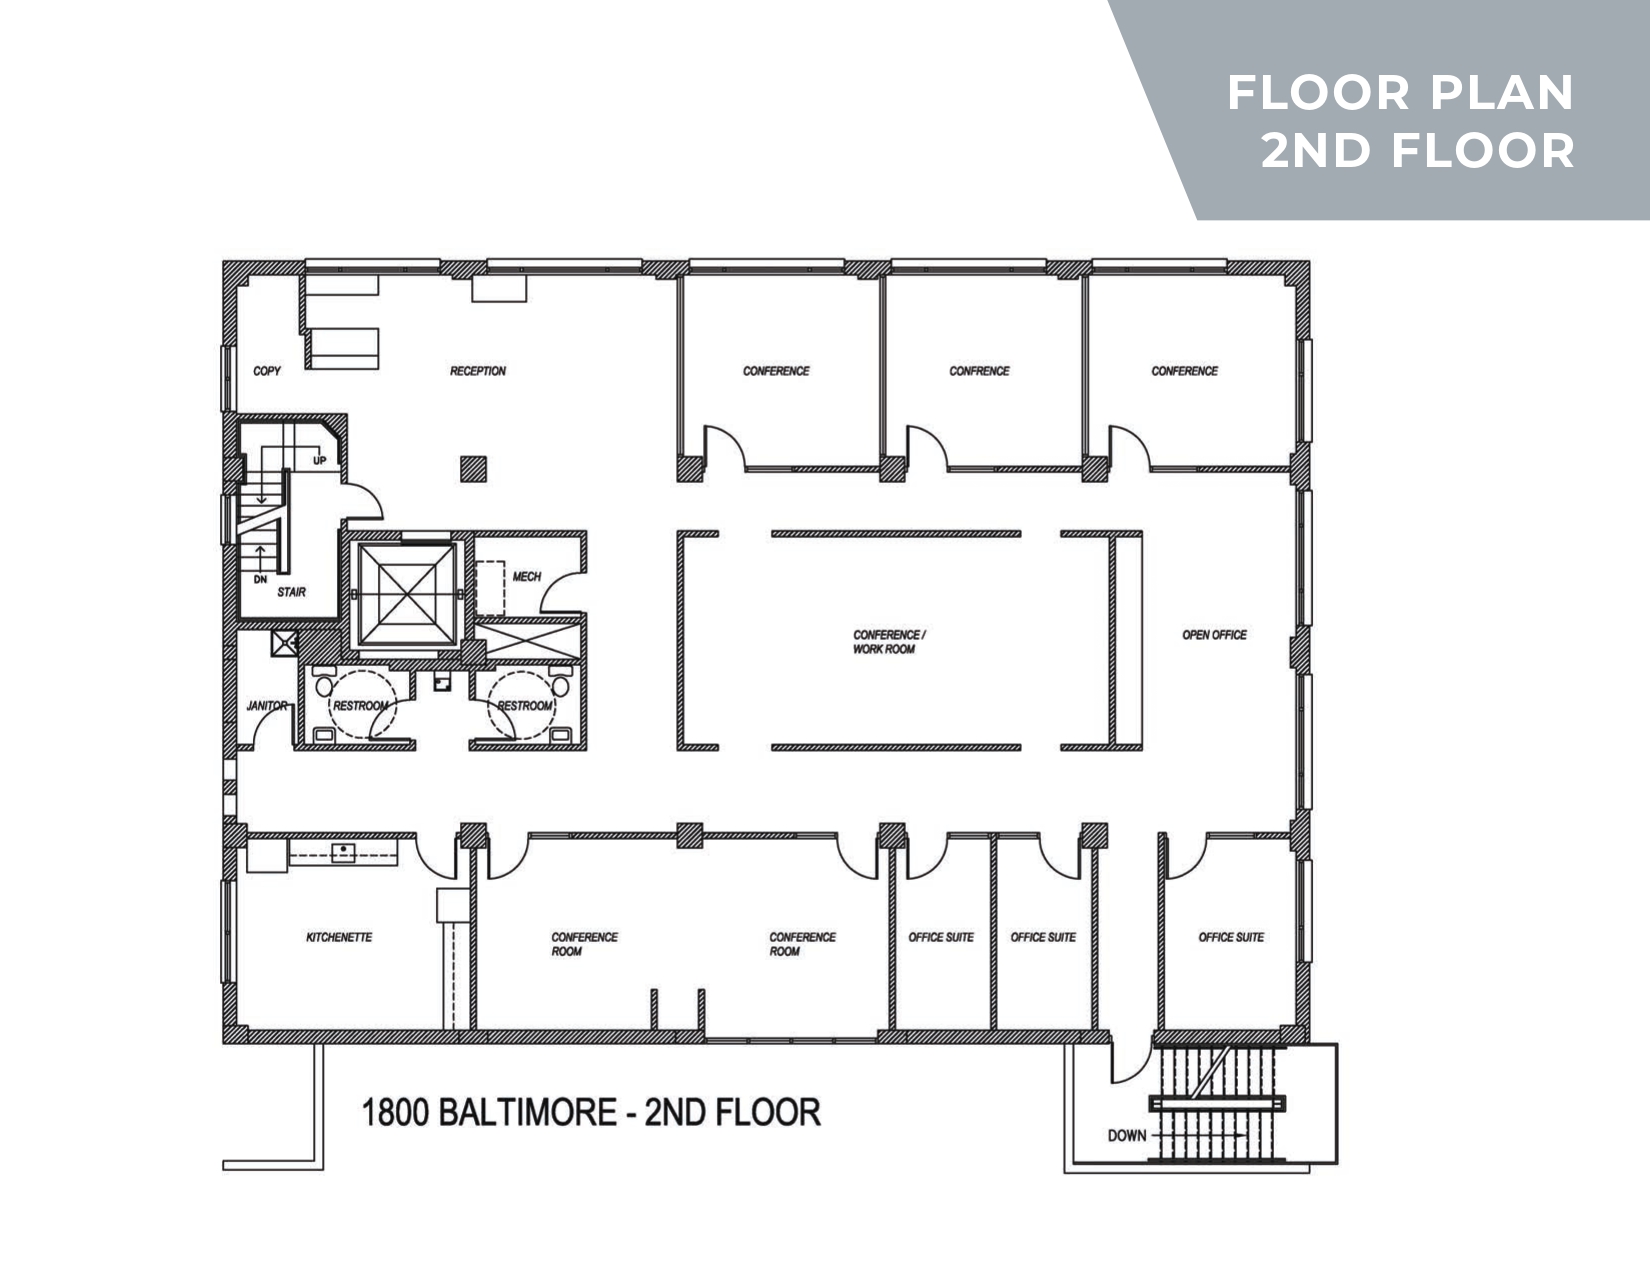 FLOOR PLAN
2ND FLOOR
COPY
RECEPTION
CONFERENCE
CONFRENCE
CONFERENCE
UP
DN
STAIR
MECH
CONFERENCE /
WORK ROOM
OPEN OFFICE
JANITOR
RESTROOM
RESTROOM
KITCHENETTE
CONFERENCE
ROOM
CONFERENCE
ROOM
OFFICE SUITE
OFFICE SUITE
OFFICE SUITE
1800 BALTIMORE - 2ND FLOOR
DOWN